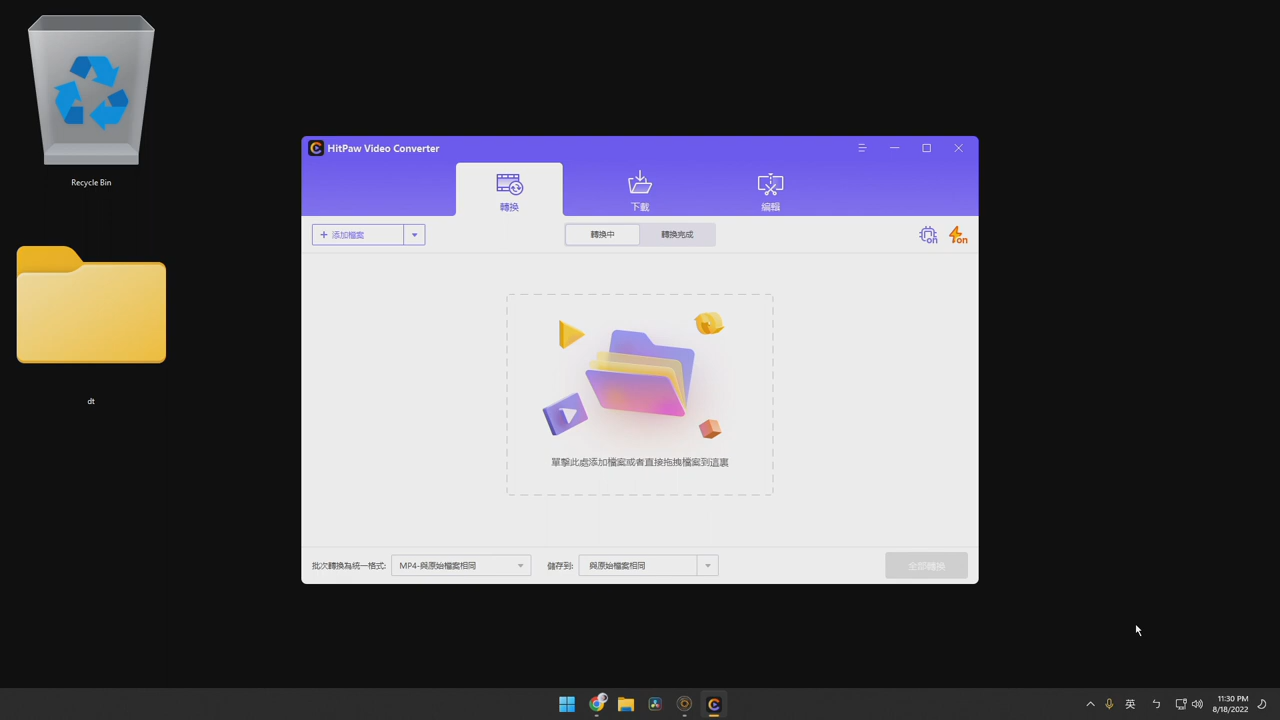 Recycle Bin
dt
HitPaw Video Converter
轉換
下載
編輯
+ 添加檔案
轉換中
轉換完成
on
on
單擊此處添加檔案或者直接拖拽檔案到這裏
批次轉換為統一格式:
MP4-與原始檔案相同
儲存到:
與原始檔案相同
全部轉換
英
ㄅ
11:30 PM
8/18/2022